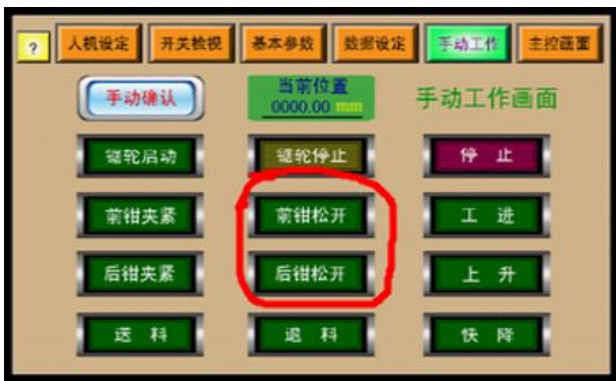 ? 人机设定 开关检视 基本参数 数据设定 手动工作 主控画面
手动确认 当前位置 手动工作画面
0000.00 mm
锯轮启动 锯轮停止 停 止
前钳夹紧 前钳松开 工 进
后钳夹紧 后钳松开 上 升
送 料 退 料 快 降